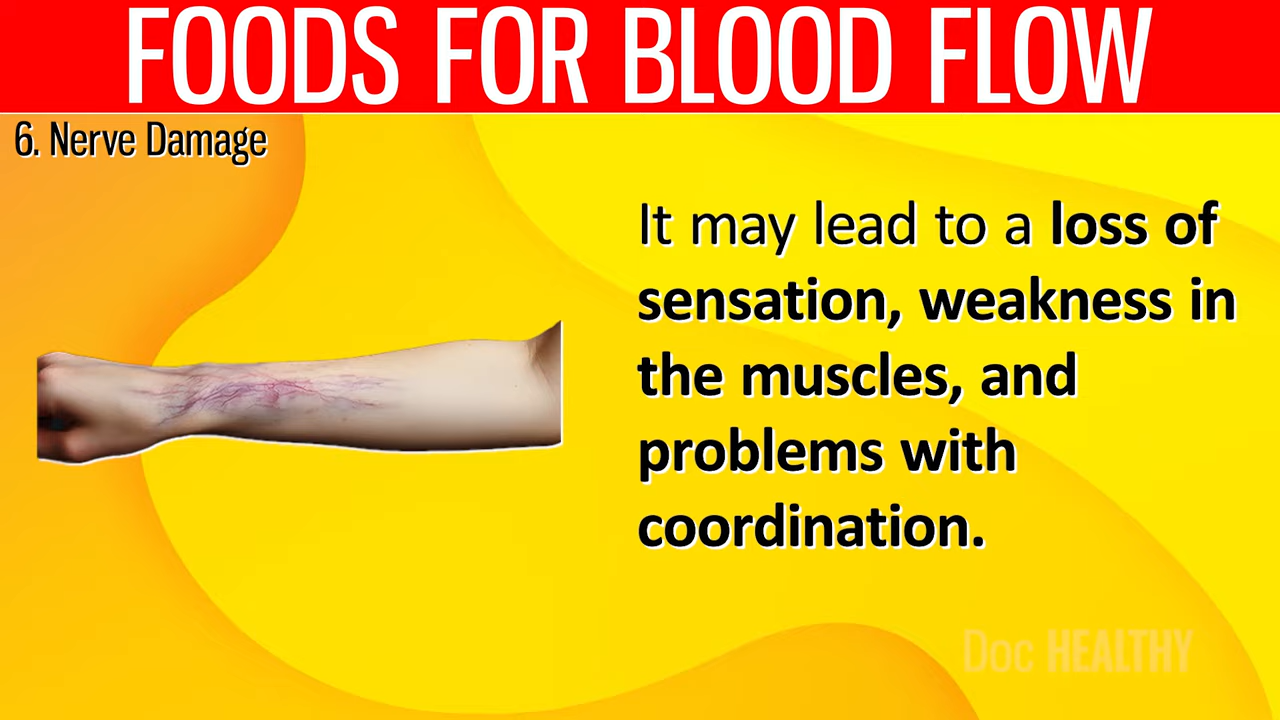 FOODS FOR BLOOD FLOW
6. Nerve Damage
It may lead to a loss of
sensation, weakness in
the muscles, and
problems with
coordination.
Doc HEALTHY